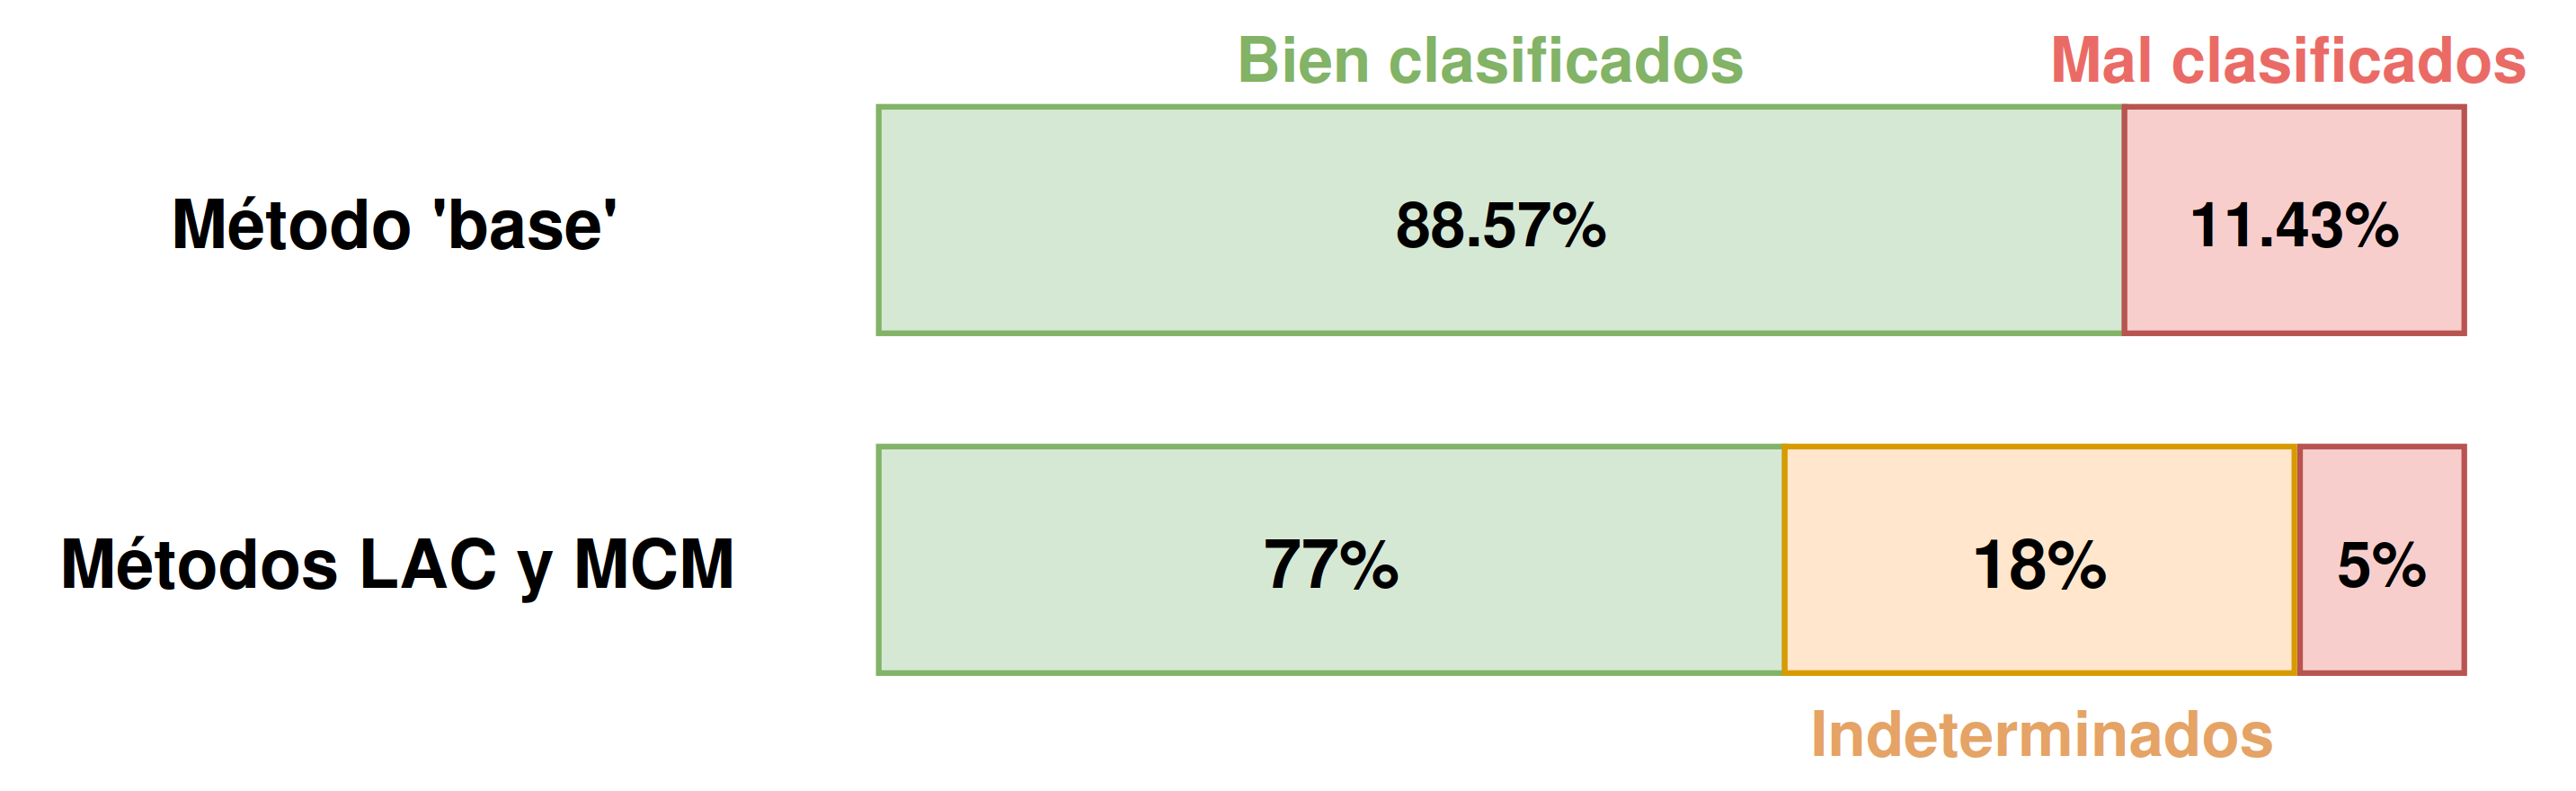 Bien clasificados
Mal clasificados
Método 'base'
88.57%
11.43%
Métodos LAC y MCM
77%
18%
5%
Indeterminados